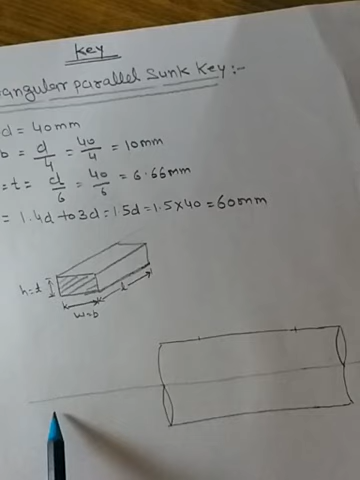 Key
angular parallel Sunk Key :-
d = 40mm
b = d/4 = 40/4 = 10mm
= t = d/6 = 40/6 = 6.66mm
= 1.4d to 3d = 1.5d = 1.5 × 40 = 60mm
h=t
l
w=b